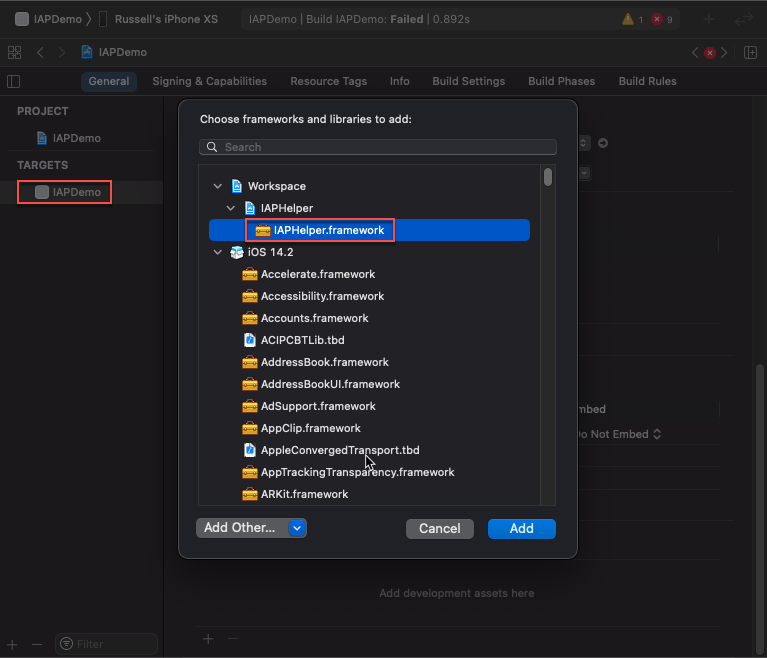 IAPDemo Russell's iPhone XS IAPDemo | Build IAPDemo: Failed | 0.892s 1 9
IAPDemo
General Signing & Capabilities Resource Tags Info Build Settings Build Phases Build Rules
PROJECT
IAPDemo
TARGETS
IAPDemo
Choose frameworks and libraries to add:
Search
Workspace
IAPHelper
IAPHelper.framework
iOS 14.2
Accelerate.framework
Accessibility.framework
Accounts.framework
ACIPCBTLib.tbd
AddressBook.framework
AddressBookUI.framework
AdSupport.framework
AppClip.framework
AppleConvergedTransport.tbd
AppTrackingTransparency.framework
ARKit.framework
Add Other... Cancel Add
mbed
o Not Embed
Add development assets here
Filter